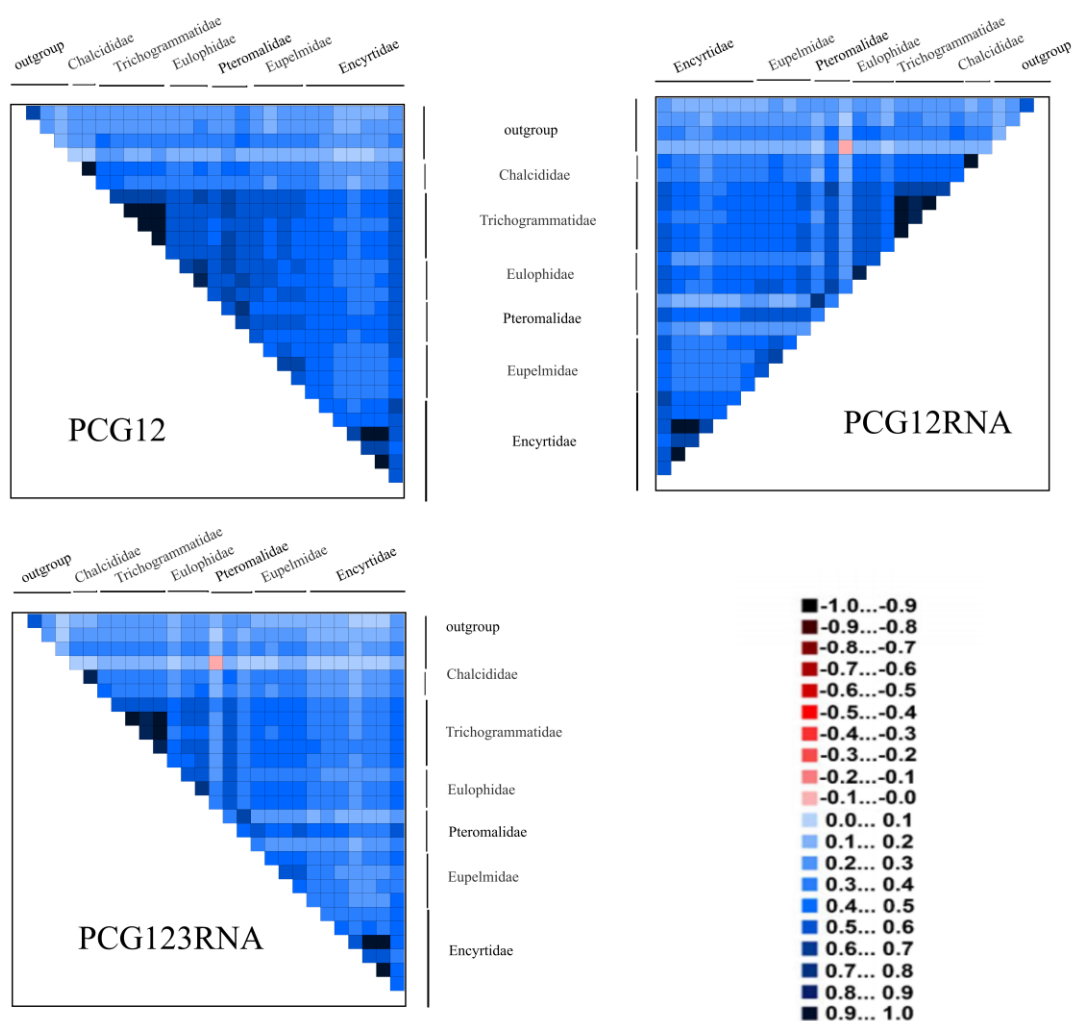 outgroup
Chalcididae
Trichogrammatidae
Eulophidae
Pteromalidae
Eupelmidae
Encyrtidae
Encyrtidae
Eupelmidae
Pteromalidae
Eulophidae
Trichogrammatidae
Chalcididae
outgroup
outgroup
Chalcididae
Trichogrammatidae
Eulophidae
Pteromalidae
Eupelmidae
Encyrtidae
PCG12
PCG12RNA
outgroup
Chalcididae
Trichogrammatidae
Eulophidae
Pteromalidae
Eupelmidae
Encyrtidae
outgroup
Chalcididae
Trichogrammatidae
Eulophidae
Pteromalidae
Eupelmidae
Encyrtidae
PCG123RNA
-1.0...-0.9
-0.9...-0.8
-0.8...-0.7
-0.7...-0.6
-0.6...-0.5
-0.5...-0.4
-0.4...-0.3
-0.3...-0.2
-0.2...-0.1
-0.1...-0.0
0.0... 0.1
0.1... 0.2
0.2... 0.3
0.3... 0.4
0.4... 0.5
0.5... 0.6
0.6... 0.7
0.7... 0.8
0.8... 0.9
0.9... 1.0